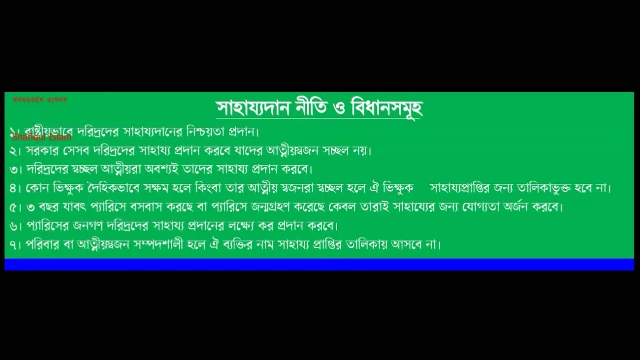 সাহায্যদান নীতি ও বিধানসমূহ
১। রাষ্ট্রীয়ভাবে দরিদ্রদের সাহায্যদানের নিশ্চয়তা প্রদান।
Shafiqul Islam
২। সরকার সেসব দরিদ্রদের সাহায্য প্রদান করবে যাদের আত্নীয়স্বজন সচ্ছল নয়।
৩। দরিদ্রদের স্বচ্ছল আত্নীয়রা অবশ্যই তাদের সাহায্য প্রদান করবে।
৪। কোন ভিক্ষুক দৈহিকভাবে সক্ষম হলে কিংবা তার আত্নীয় স্বজনরা স্বচ্ছল হলে ঐ ভিক্ষুক সাহায্যপ্রাপ্তির জন্য তালিকাভুক্ত হবে না।
৫। ৩ বছর যাবৎ প্যারিসে বসবাস করছে বা প্যারিসে জন্মগ্রহণ করেছে কেবল তারাই সাহায্যের জন্য যোগ্যতা অর্জন করবে।
৬। প্যারিসের জনগণ দরিদ্রদের সাহায্য প্রদানের লক্ষ্যে কর প্রদান করবে।
৭। পরিবার বা আত্নীয়স্বজন সম্পদশালী হলে ঐ ব্যক্তির নাম সাহায্য প্রাপ্তির তালিকায় আসবে না।